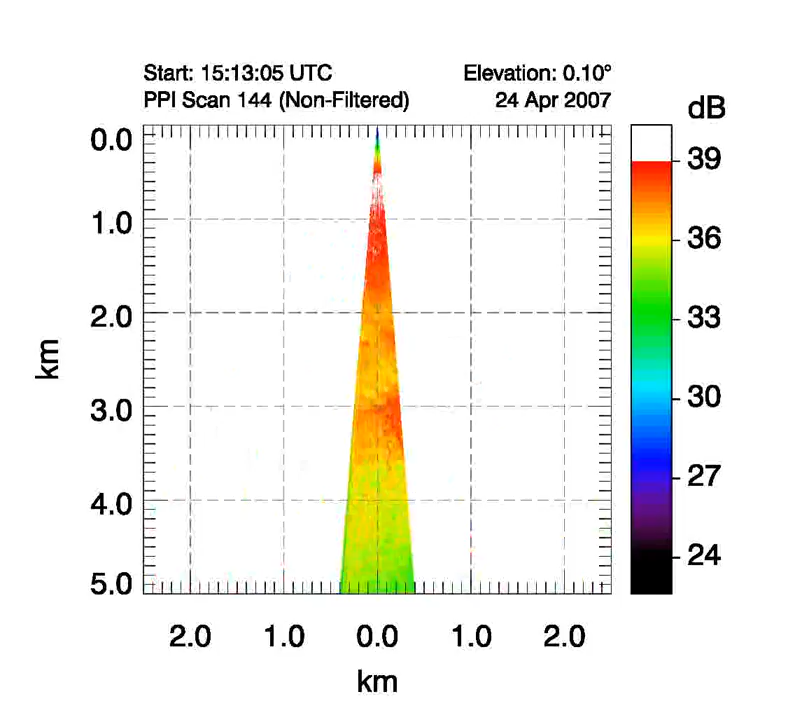 Start: 15:13:05 UTC
Elevation: 0.10°
PPI Scan 144 (Non-Filtered)
24 Apr 2007
dB
0.0
1.0
2.0
3.0
4.0
5.0
km
2.0 1.0 0.0 1.0 2.0
km
39
36
33
30
27
24